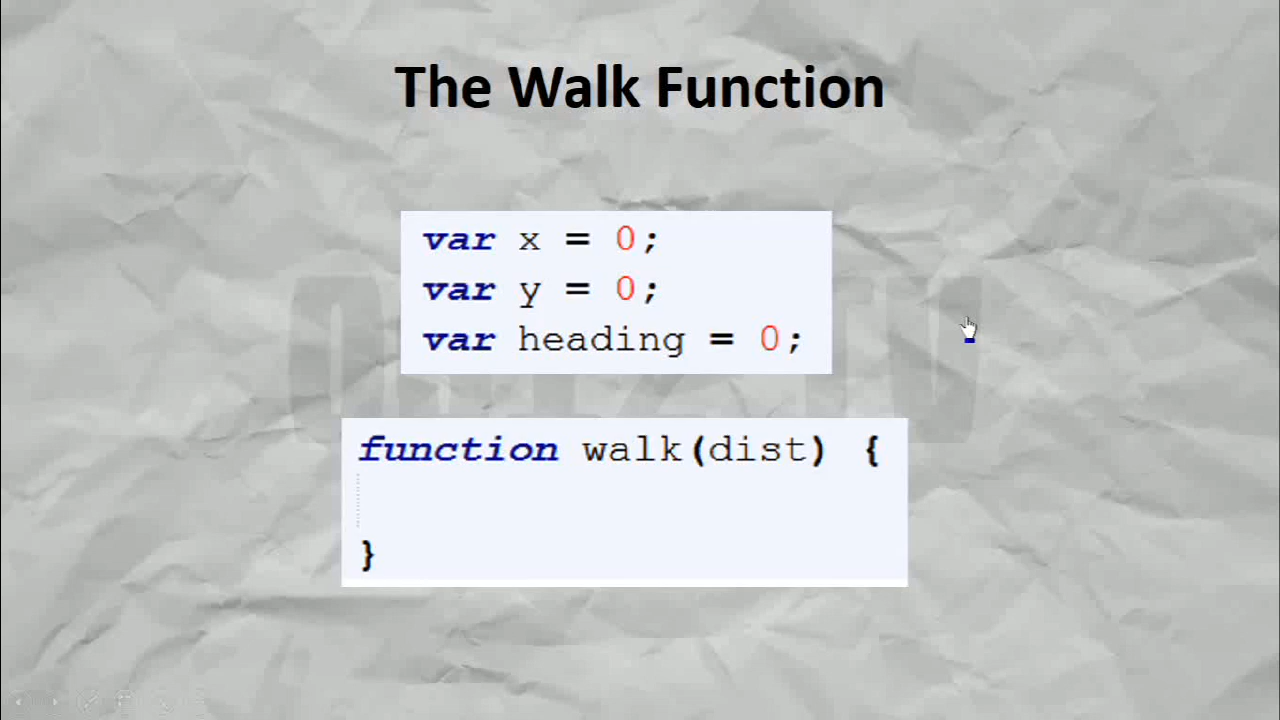 The Walk Function
var x = 0;
var y = 0;
var heading = 0;
function walk(dist) {
}